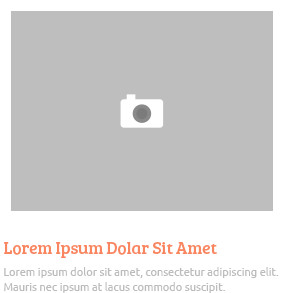 Lorem Ipsum Dolar Sit Amet
Lorem ipsum dolor sit amet, consectetur adipiscing elit.
Mauris nec ipsum at lacus commodo suscipit.